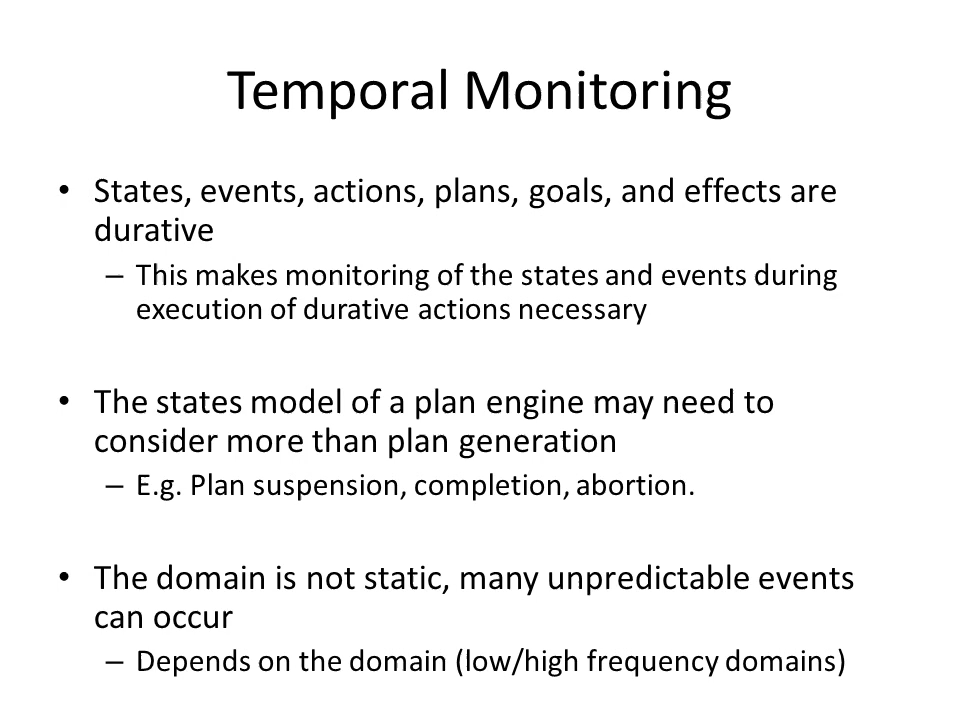 Temporal Monitoring
• States, events, actions, plans, goals, and effects are
durative
– This makes monitoring of the states and events during
execution of durative actions necessary
• The states model of a plan engine may need to
consider more than plan generation
– E.g. Plan suspension, completion, abortion.
• The domain is not static, many unpredictable events
can occur
– Depends on the domain (low/high frequency domains)